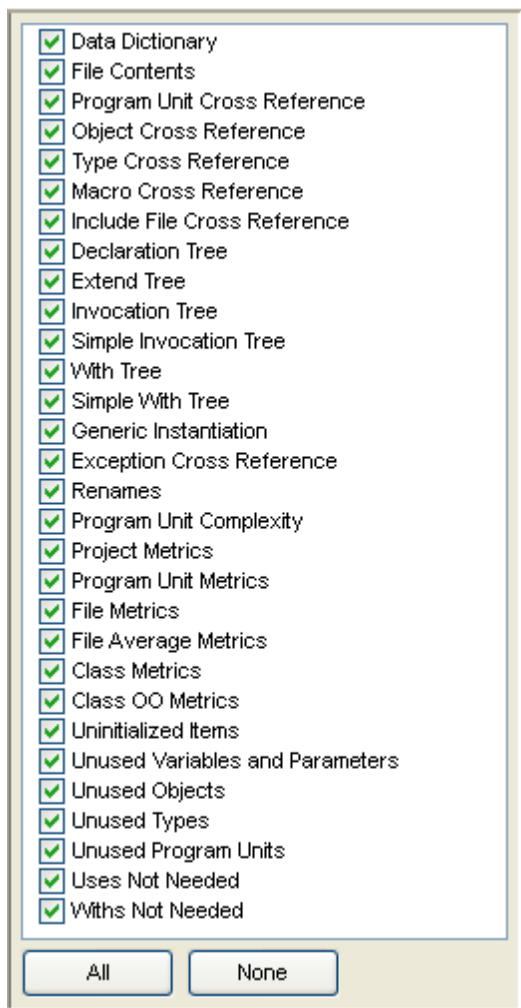 Data Dictionary
File Contents
Program Unit Cross Reference
Object Cross Reference
Type Cross Reference
Macro Cross Reference
Include File Cross Reference
Declaration Tree
Extend Tree
Invocation Tree
Simple Invocation Tree
With Tree
Simple With Tree
Generic Instantiation
Exception Cross Reference
Renames
Program Unit Complexity
Project Metrics
Program Unit Metrics
File Metrics
File Average Metrics
Class Metrics
Class OO Metrics
Uninitialized Items
Unused Variables and Parameters
Unused Objects
Unused Types
Unused Program Units
Uses Not Needed
Withs Not Needed
All None